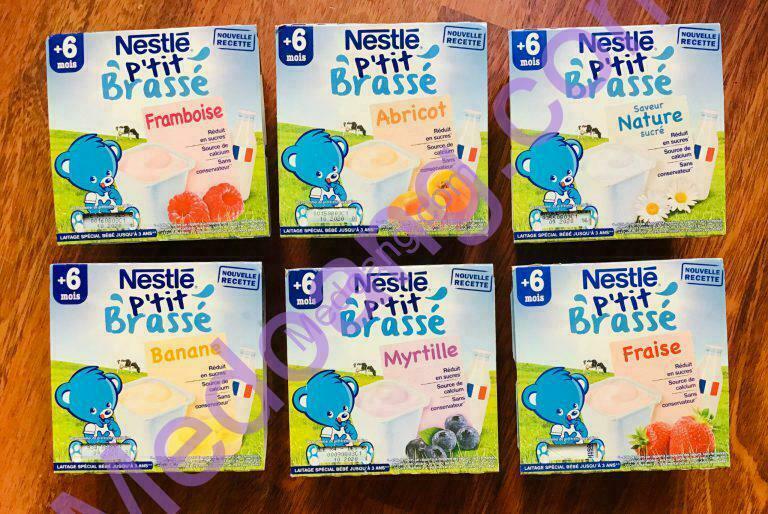 +6
mois
Nestlé
NOUVELLE
RECETTE
P'tit
Brassé
Framboise
Réduit
en sucres
Source de
calcium
Sans
conservateur
LAITAGE SPÉCIAL BÉBÉ JUSQU'À 3 ANS
+6
mois
Nestlé
NOUVELLE
RECETTE
P'tit
Brassé
Abricot
Réduit
en sucres
Source de
calcium
Sans
conservateur
10 2020
LAITAGE SPÉCIAL BÉBÉ JUSQU'À 3 ANS
+6
mois
Nestlé
NOUVELLE
RECETTE
P'tit
Brassé
Saveur
Nature
sucré
Réduit
en sucres
Source de
calcium
Sans
conservateur
LAITAGE SPÉCIAL BÉBÉ JUSQU'À 3 ANS
+6
mois
Nestlé
NOUVELLE
RECETTE
P'tit
Brassé
Banane
Réduit
en sucres
Source de
calcium
Sans
conservateur
LAITAGE SPÉCIAL BÉBÉ JUSQU'À 3 ANS
+6
mois
Nestlé
NOUVELLE
RECETTE
P'tit
Brassé
Myrtille
Réduit
en sucres
Source de
calcium
Sans
conservateur
10 2020
LAITAGE SPÉCIAL BÉBÉ JUSQU'À 3 ANS
+6
mois
Nestlé
NOUVELLE
RECETTE
P'tit
Brassé
Fraise
Réduit
en sucres
Source de
calcium
Sans
conservateur
LAITAGE SPÉCIAL BÉBÉ JUSQU'À 3 ANS